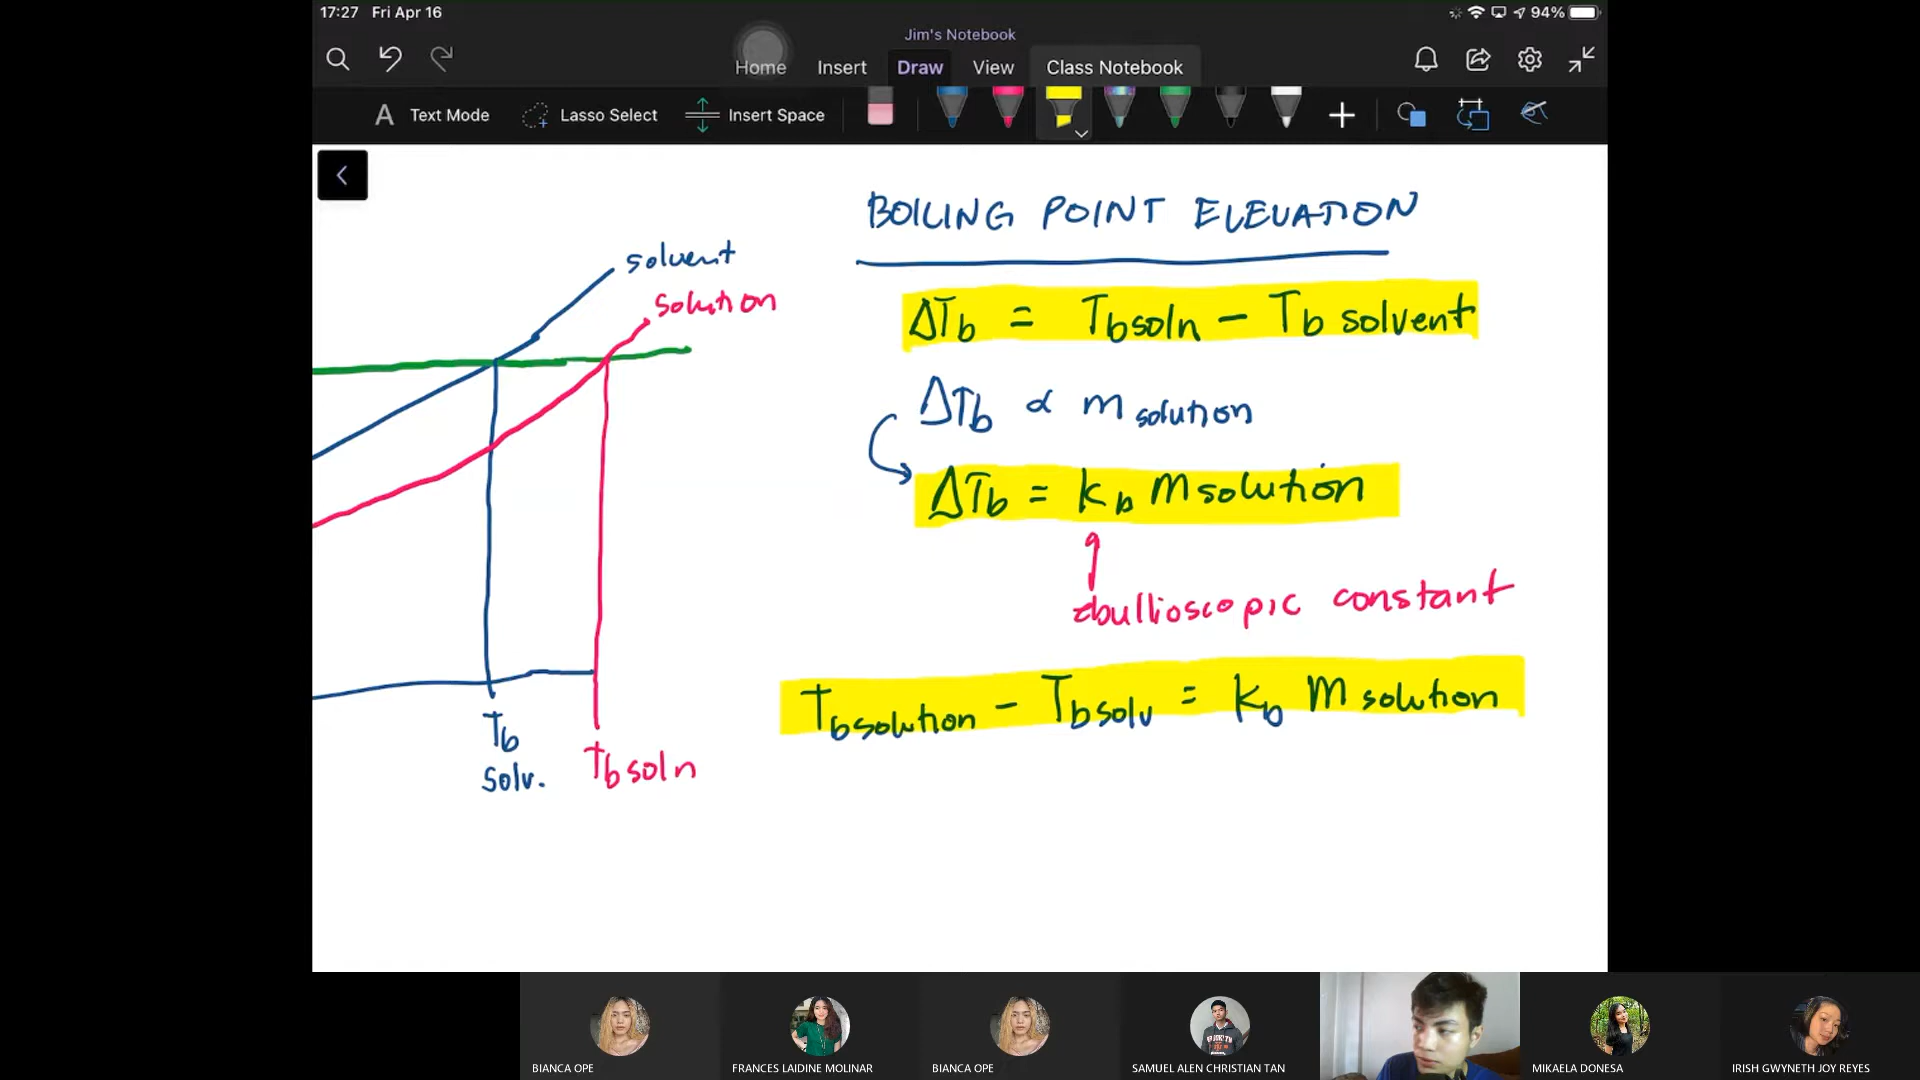 17:27 Fri Apr 16
94%
Jim's Notebook
Home Insert Draw View Class Notebook
A Text Mode Lasso Select Insert Space
BOILING POINT ELEVATION
solvent
solution
ΔTb = Tb soln - Tb solvent
ΔTb ∝ m solution
ΔTb = kb m solution
ebullioscopic constant
Tb solution - Tb solv = kb m solution
Tb solv.
Tb soln
BIANCA OPE
FRANCES LAIDINE MOLINAR
BIANCA OPE
SAMUEL ALEN CHRISTIAN TAN
MIKAELA DONESA
IRISH GWYNETH JOY REYES